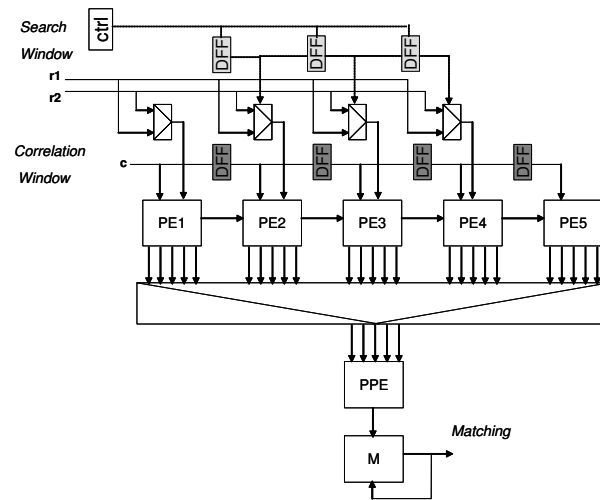 Search
Window
ctrl
DFF
DFF
DFF
r1
r2
Correlation
Window
c
DFF
DFF
DFF
DFF
PE1
PE2
PE3
PE4
PE5
PPE
Matching
M